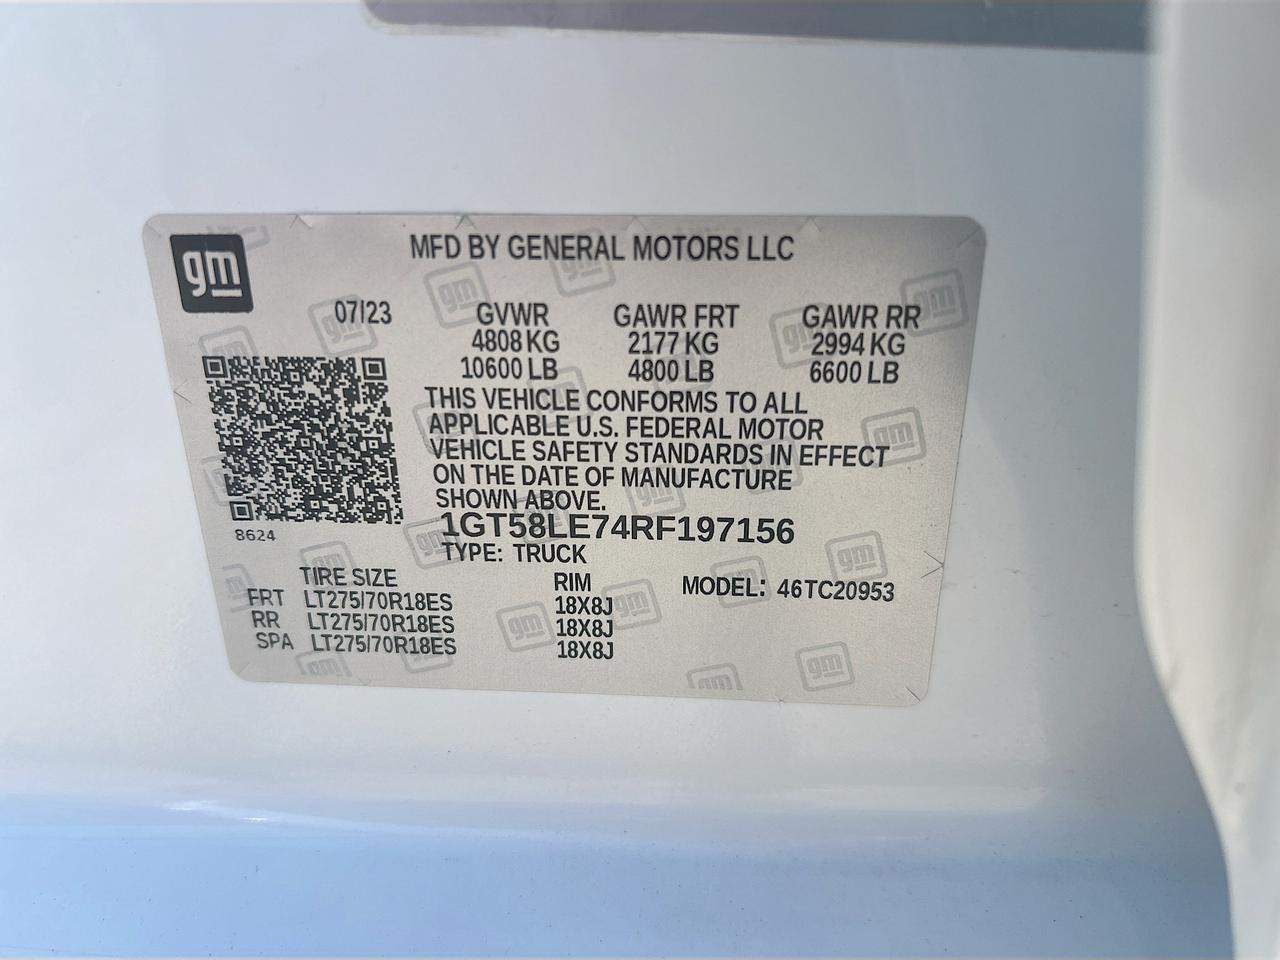 gm
MFD BY GENERAL MOTORS LLC
07/23 GVWR GAWR FRT GAWR RR
4808 KG 2177 KG 2994 KG
10600 LB 4800 LB 6600 LB
THIS VEHICLE CONFORMS TO ALL
APPLICABLE U.S. FEDERAL MOTOR
VEHICLE SAFETY STANDARDS IN EFFECT
ON THE DATE OF MANUFACTURE
SHOWN ABOVE.
1GT58LE74RF197156
8624
TYPE: TRUCK
TIRE SIZE RIM MODEL: 46TC20953
FRT LT275/70R18ES 18X8J
RR LT275/70R18ES 18X8J
SPA LT275/70R18ES 18X8J